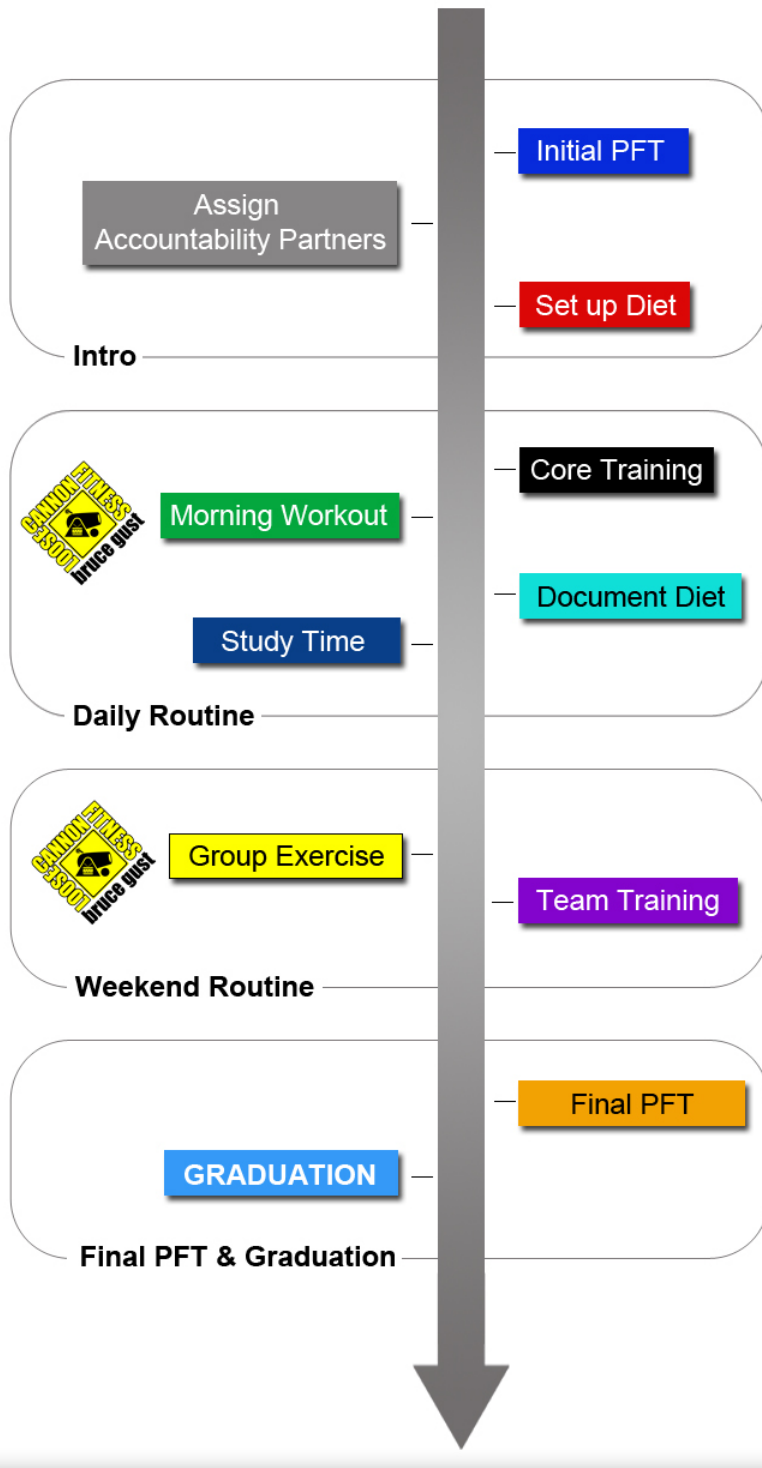 Initial PFT
Assign
Accountability Partners
Set up Diet
Intro
Core Training
LOOSE CANNON FITNESS
bruce gust
Morning Workout
Document Diet
Study Time
Daily Routine
LOOSE CANNON FITNESS
bruce gust
Group Exercise
Team Training
Weekend Routine
Final PFT
GRADUATION
Final PFT & Graduation